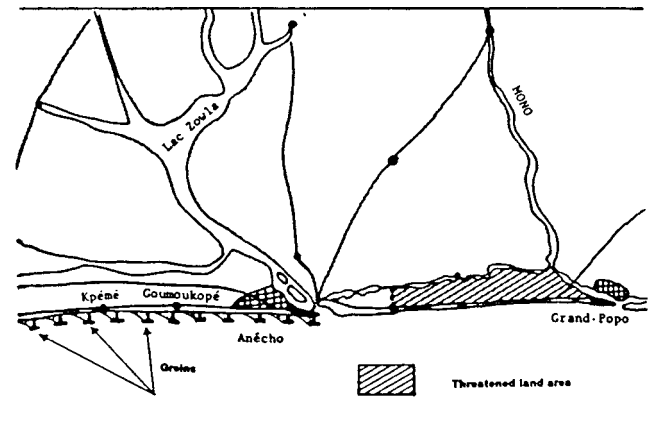 Lac Zowla
MONO
Kpémé
Goumoukopé
Anécho
Grand-Popo
Groins
Threatened land area